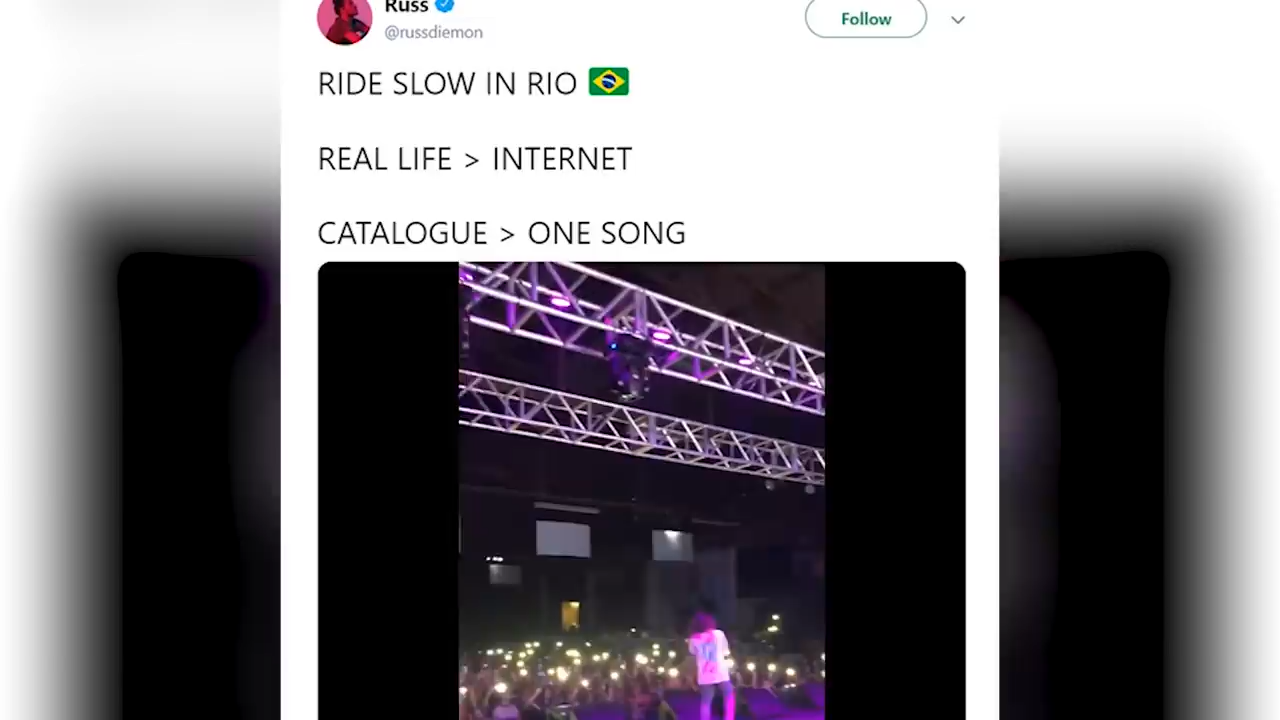 Russ
@russdiemon
Follow
RIDE SLOW IN RIO 🇧🇷
REAL LIFE > INTERNET
CATALOGUE > ONE SONG